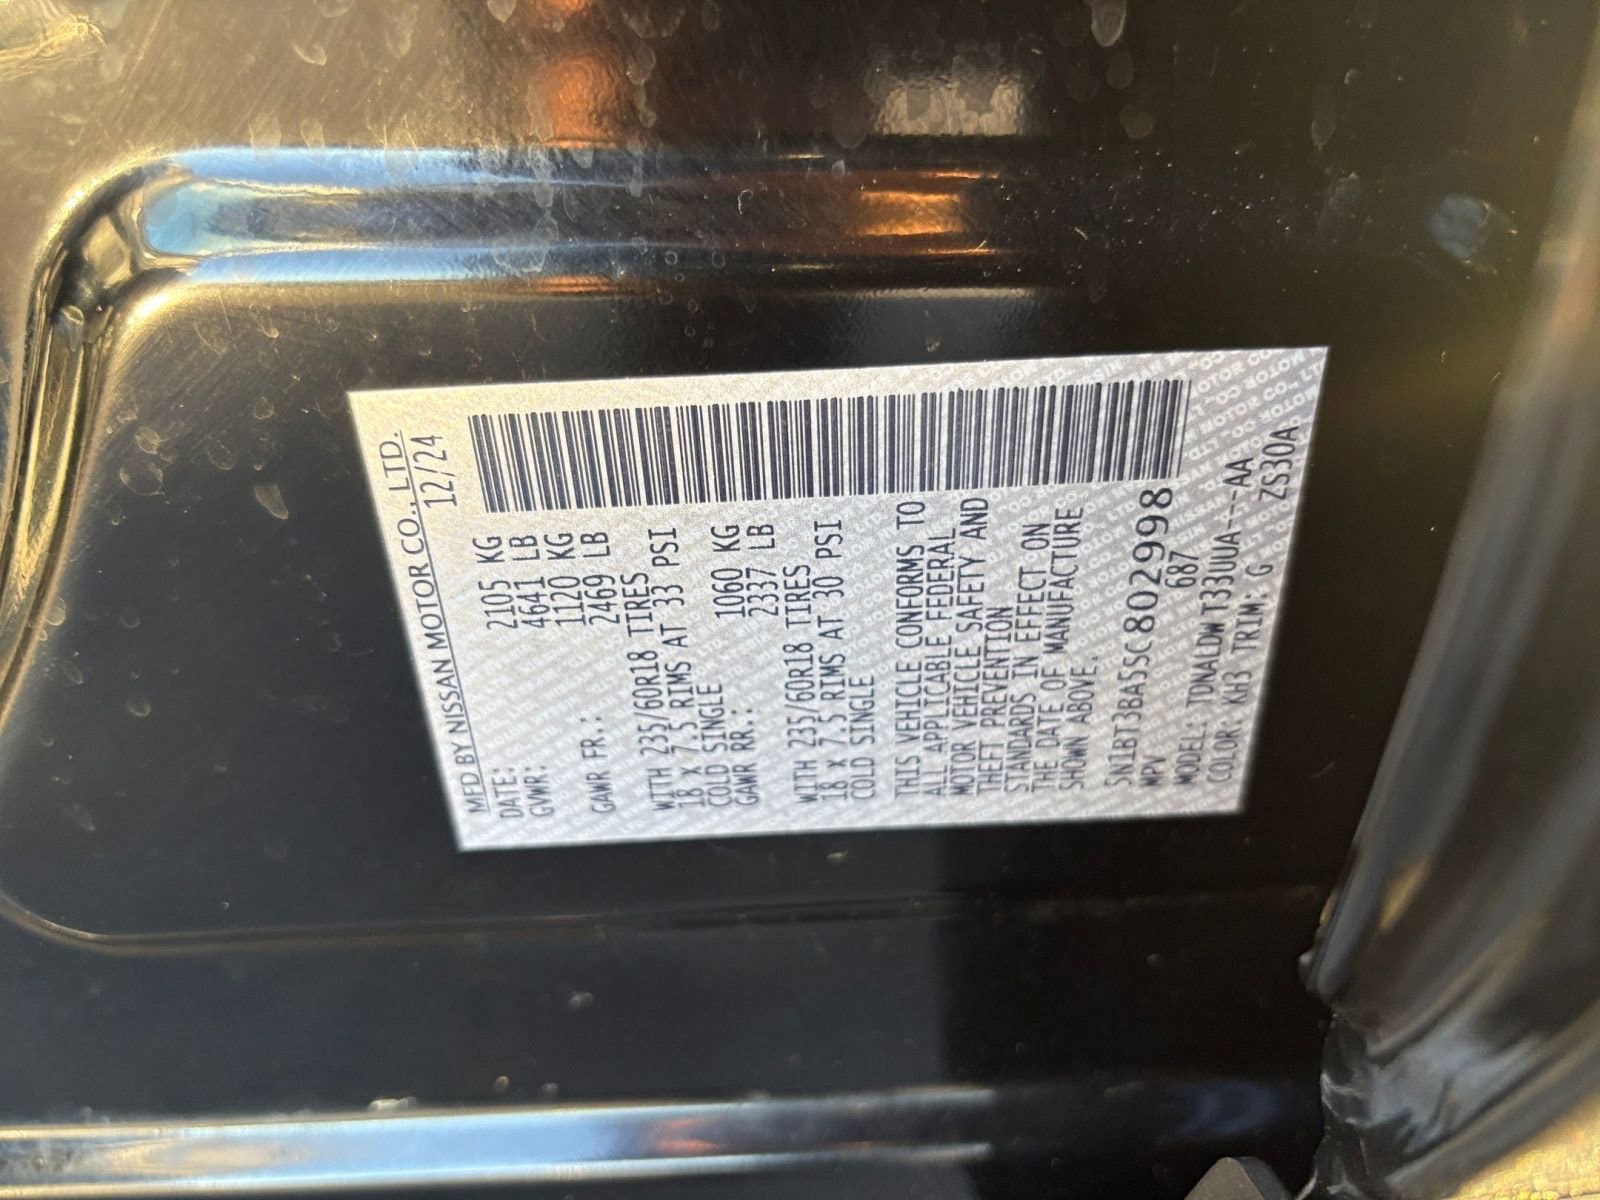 MFD BY NISSAN MOTOR CO., LTD.
DATE: 12/24
GVWR: 2105 KG
4641 LB
GAWR FR.: 1120 KG
2469 LB
WITH 235/60R18 TIRES
18 x 7.5 RIMS AT 33 PSI
COLD SINGLE
GAWR RR.: 1060 KG
2337 LB
WITH 235/60R18 TIRES
18 x 7.5 RIMS AT 30 PSI
COLD SINGLE
THIS VEHICLE CONFORMS TO
ALL APPLICABLE FEDERAL
MOTOR VEHICLE SAFETY AND
THEFT PREVENTION
STANDARDS IN EFFECT ON
THE DATE OF MANUFACTURE
SHOWN ABOVE.
5N1BT3BA5SC802998
MPV 687
MODEL: TDNALDW T33UUA---AA
COLOR: KH3 TRIM: G ZS30A